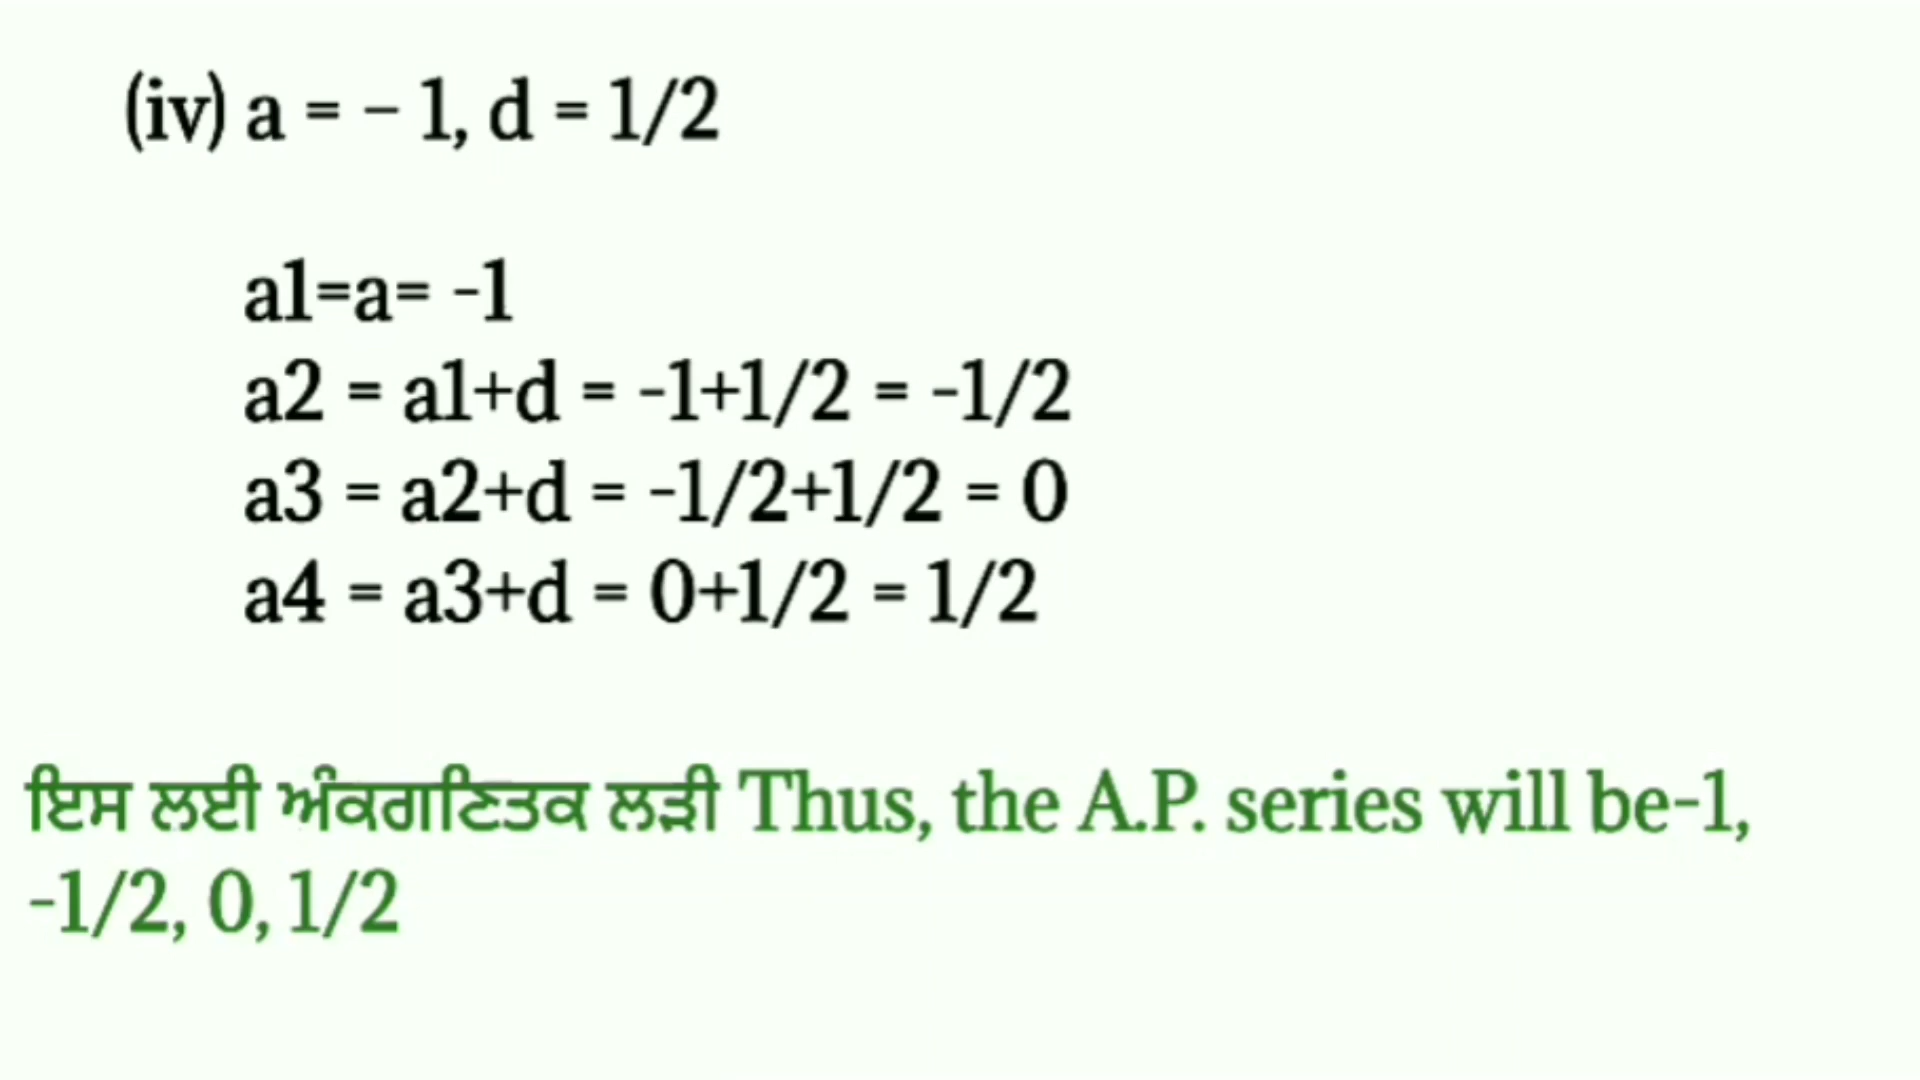 (iv) a = – 1, d = 1/2
a1=a= -1
a2 = a1+d = -1+1/2 = -1/2
a3 = a2+d = -1/2+1/2 = 0
a4 = a3+d = 0+1/2 = 1/2
ਇਸ ਲਈ ਅੰਕਗਣਿਤਕ ਲੜੀ Thus, the A.P. series will be-1,
-1/2, 0, 1/2